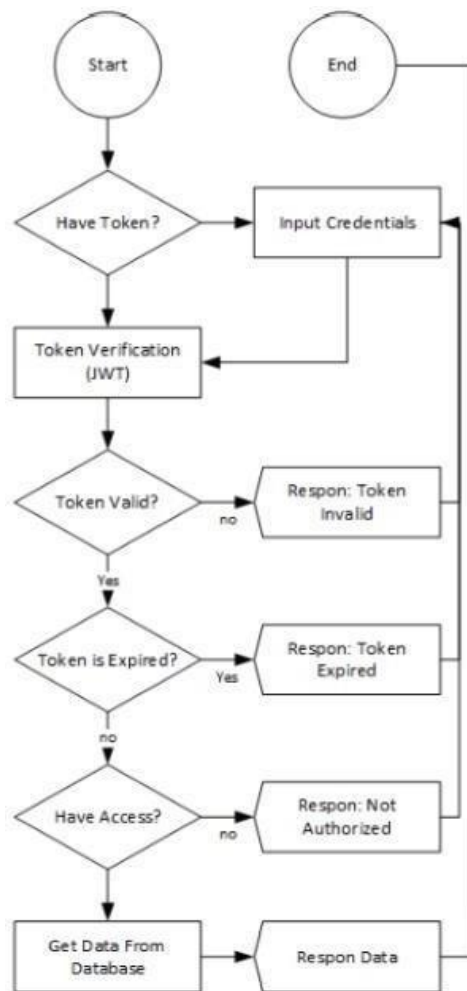 Start
End
Have Token?
Input Credentials
Token Verification
(JWT)
Token Valid?
no
Respon: Token
Invalid
Yes
Token is Expired?
Yes
Respon: Token
Expired
no
Have Access?
no
Respon: Not
Authorized
Get Data From
Database
Respon Data